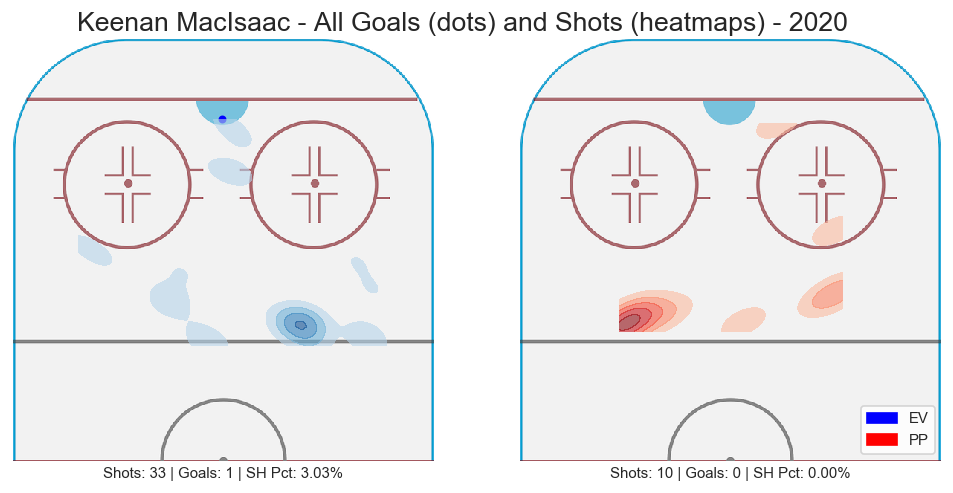 Keenan MacIsaac - All Goals (dots) and Shots (heatmaps) - 2020
EV
PP
Shots: 33 | Goals: 1 | SH Pct: 3.03%
Shots: 10 | Goals: 0 | SH Pct: 0.00%